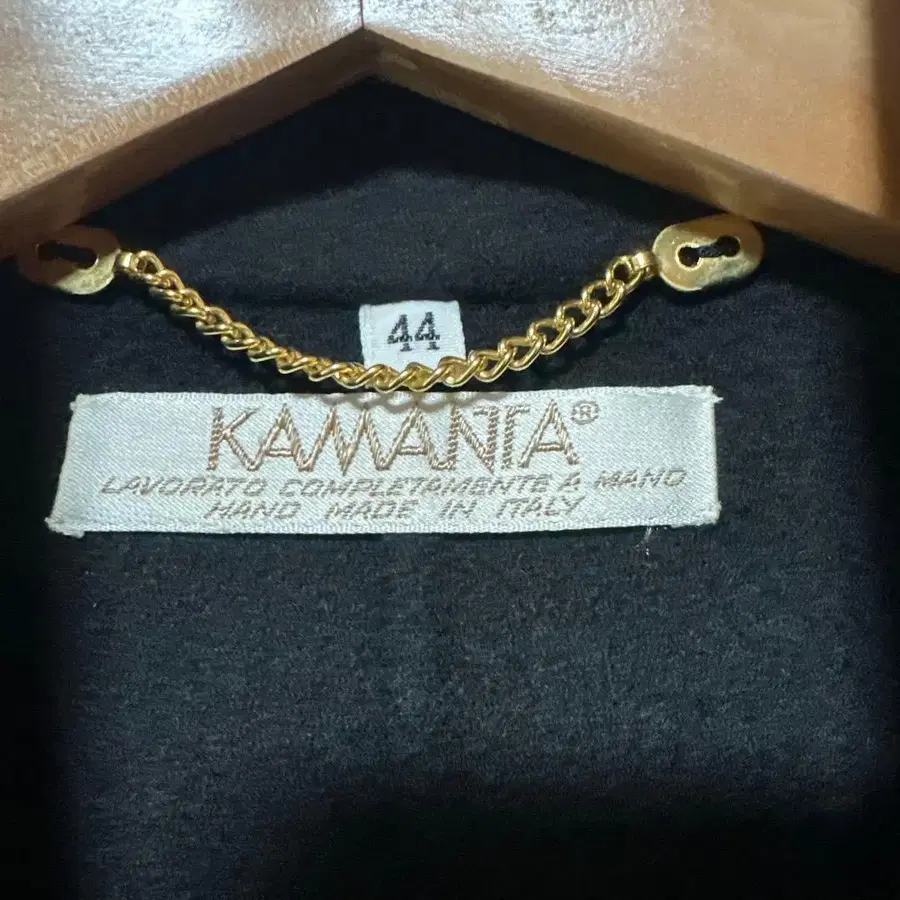 44
KAMANTA®
LAVORATO COMPLETAMENTE A MANO
HAND MADE IN ITALY